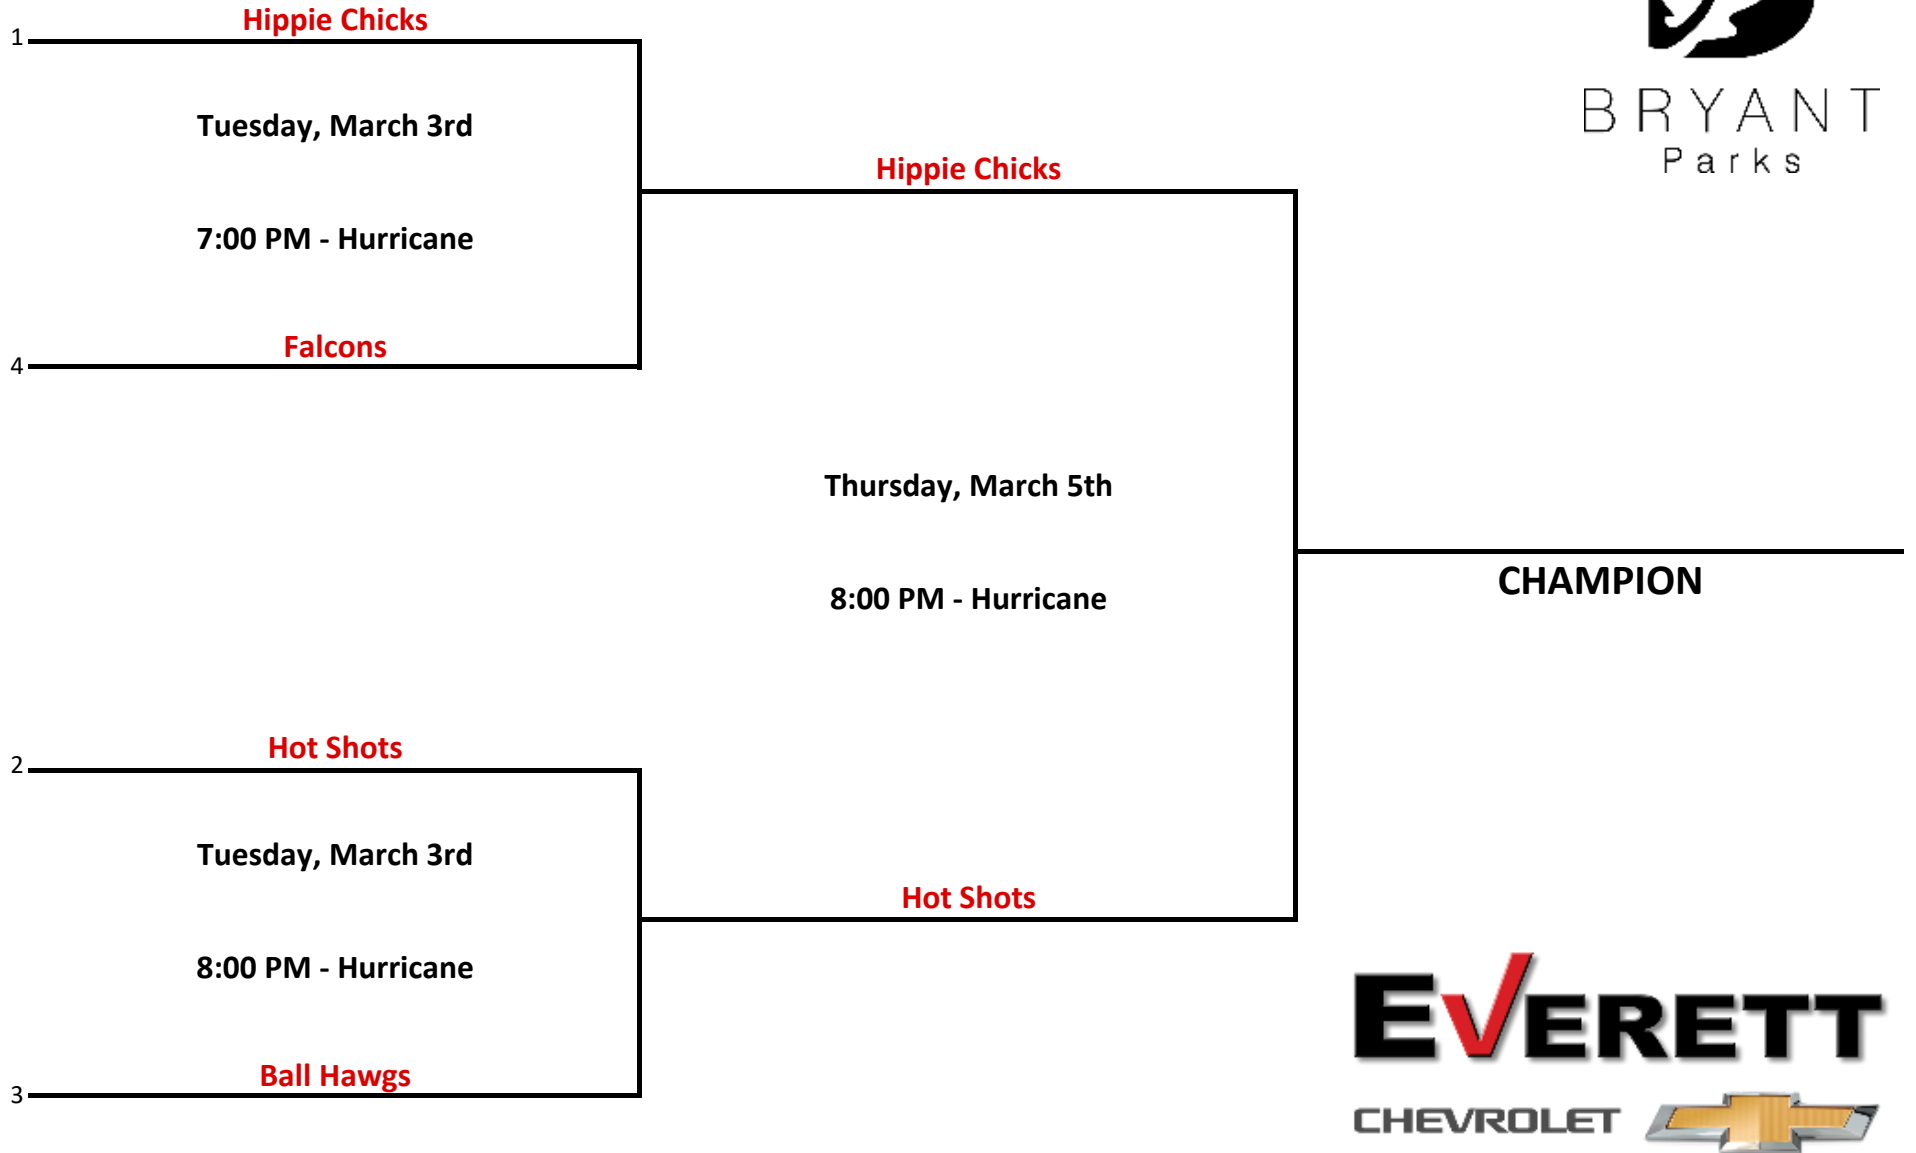 Hippie Chicks
1
Tuesday, March 3rd
7:00 PM - Hurricane
Falcons
4
Hippie Chicks
BRYANT
Parks
Thursday, March 5th
8:00 PM - Hurricane
CHAMPION
Hot Shots
2
Tuesday, March 3rd
8:00 PM - Hurricane
Ball Hawgs
3
Hot Shots
EVERETT
CHEVROLET